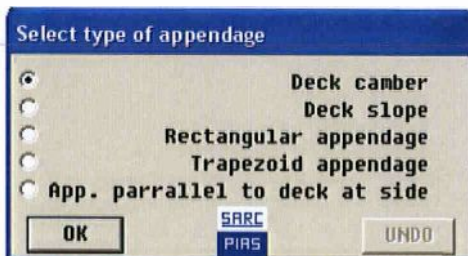 Select type of appendage
Deck camber
Deck slope
Rectangular appendage
Trapezoid appendage
App. parrallel to deck at side
OK
SARC
PIAS
UNDO